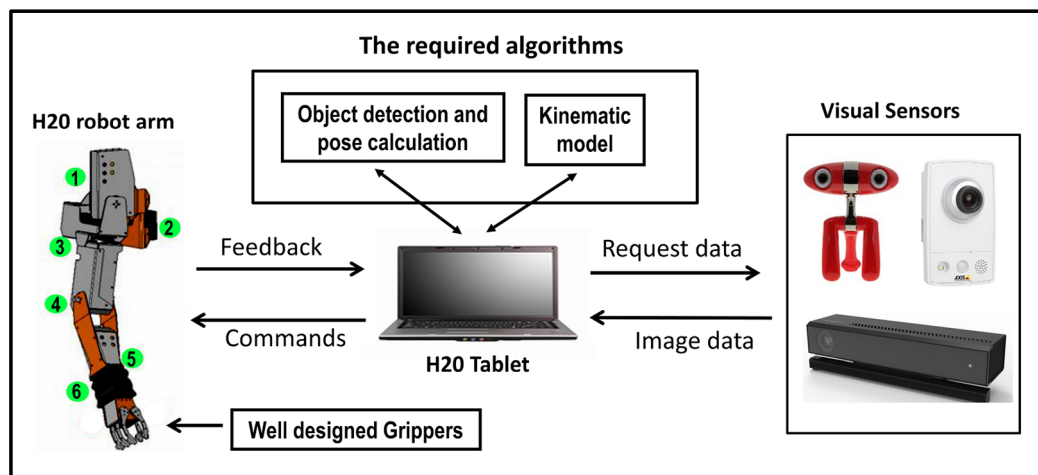 The required algorithms
Object detection and
pose calculation
Kinematic
model
H20 robot arm
Visual Sensors
1
2
3
4
5
6
Feedback
Commands
Request data
Image data
AXIS
H20 Tablet
Well designed Grippers